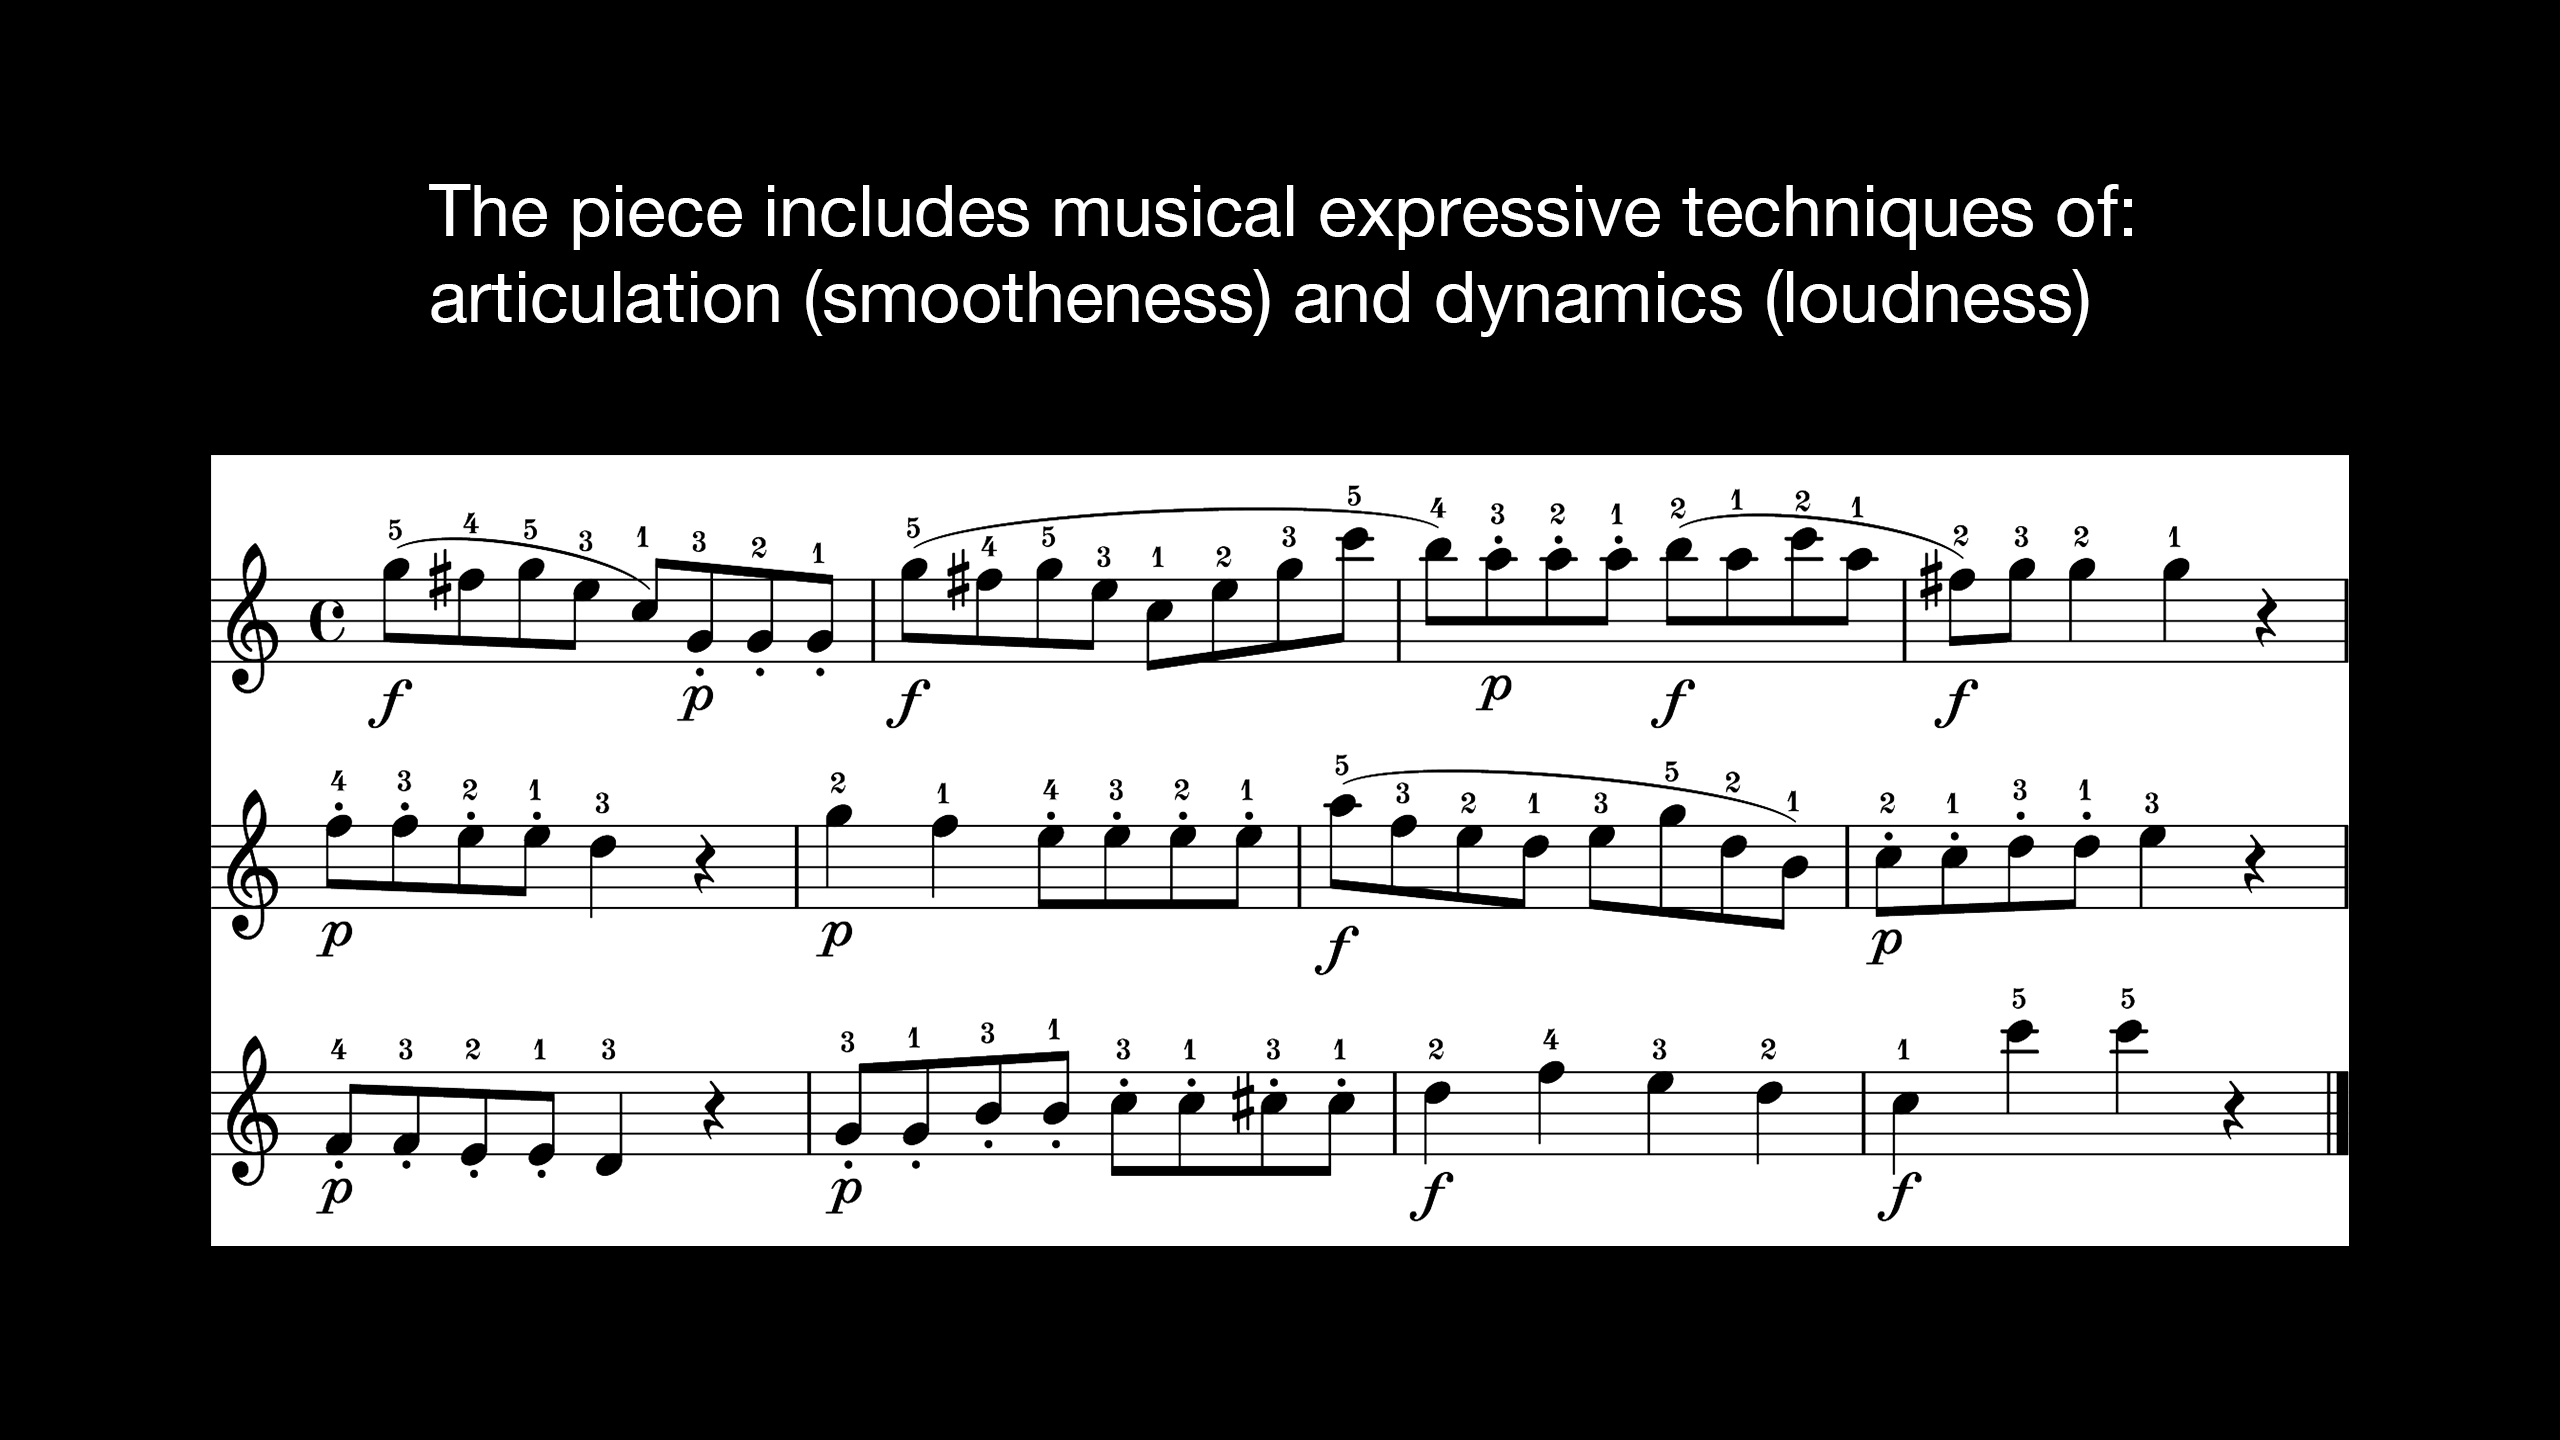 The piece includes musical expressive techniques of:
articulation (smootheness) and dynamics (loudness)
5 4 5 3 1 3 2 1 5 4 5 3 1 2 3 5 4 3 2 1 2 1 2 1 2 3 2 1
f p f p f f
4 3 2 1 3 2 1 4 3 2 1 5 3 2 1 3 5 2 1 2 1 3 1 3
p p f p
4 3 2 1 3 3 1 3 1 3 1 3 1 2 4 3 2 1 5 5
p p f f